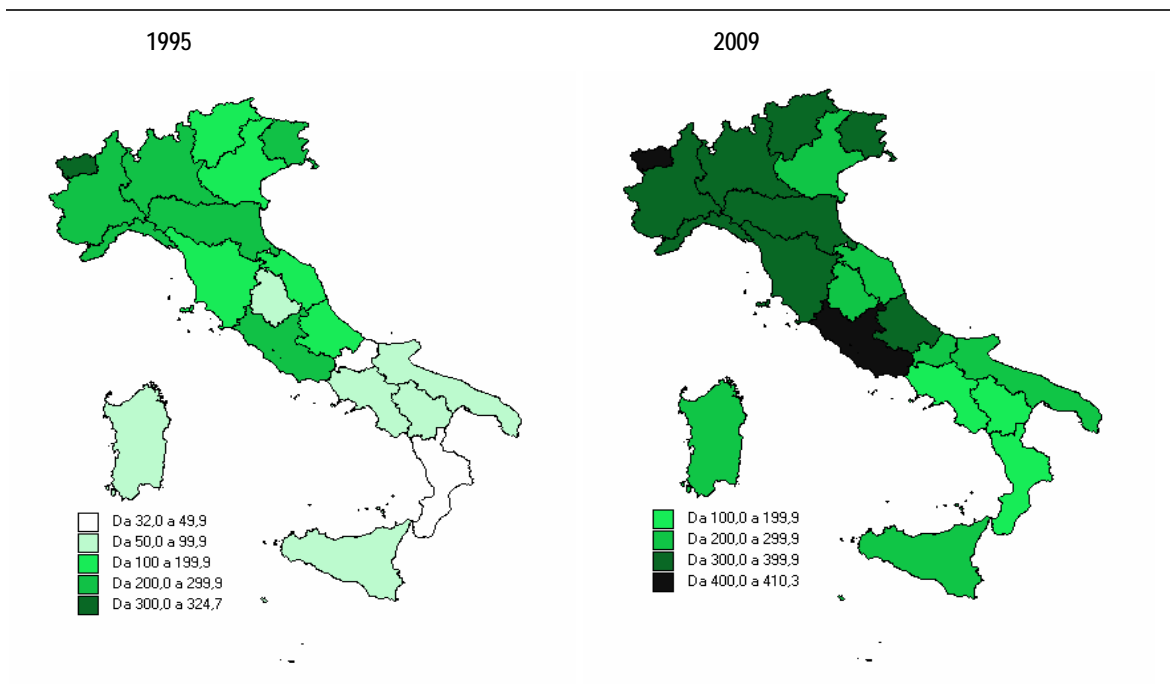 1995
2009
Da 32,0 a 49,9
Da 50,0 a 99,9
Da 100 a 199,9
Da 200,0 a 299,9
Da 300,0 a 324,7
Da 100,0 a 199,9
Da 200,0 a 299,9
Da 300,0 a 399,9
Da 400,0 a 410,3